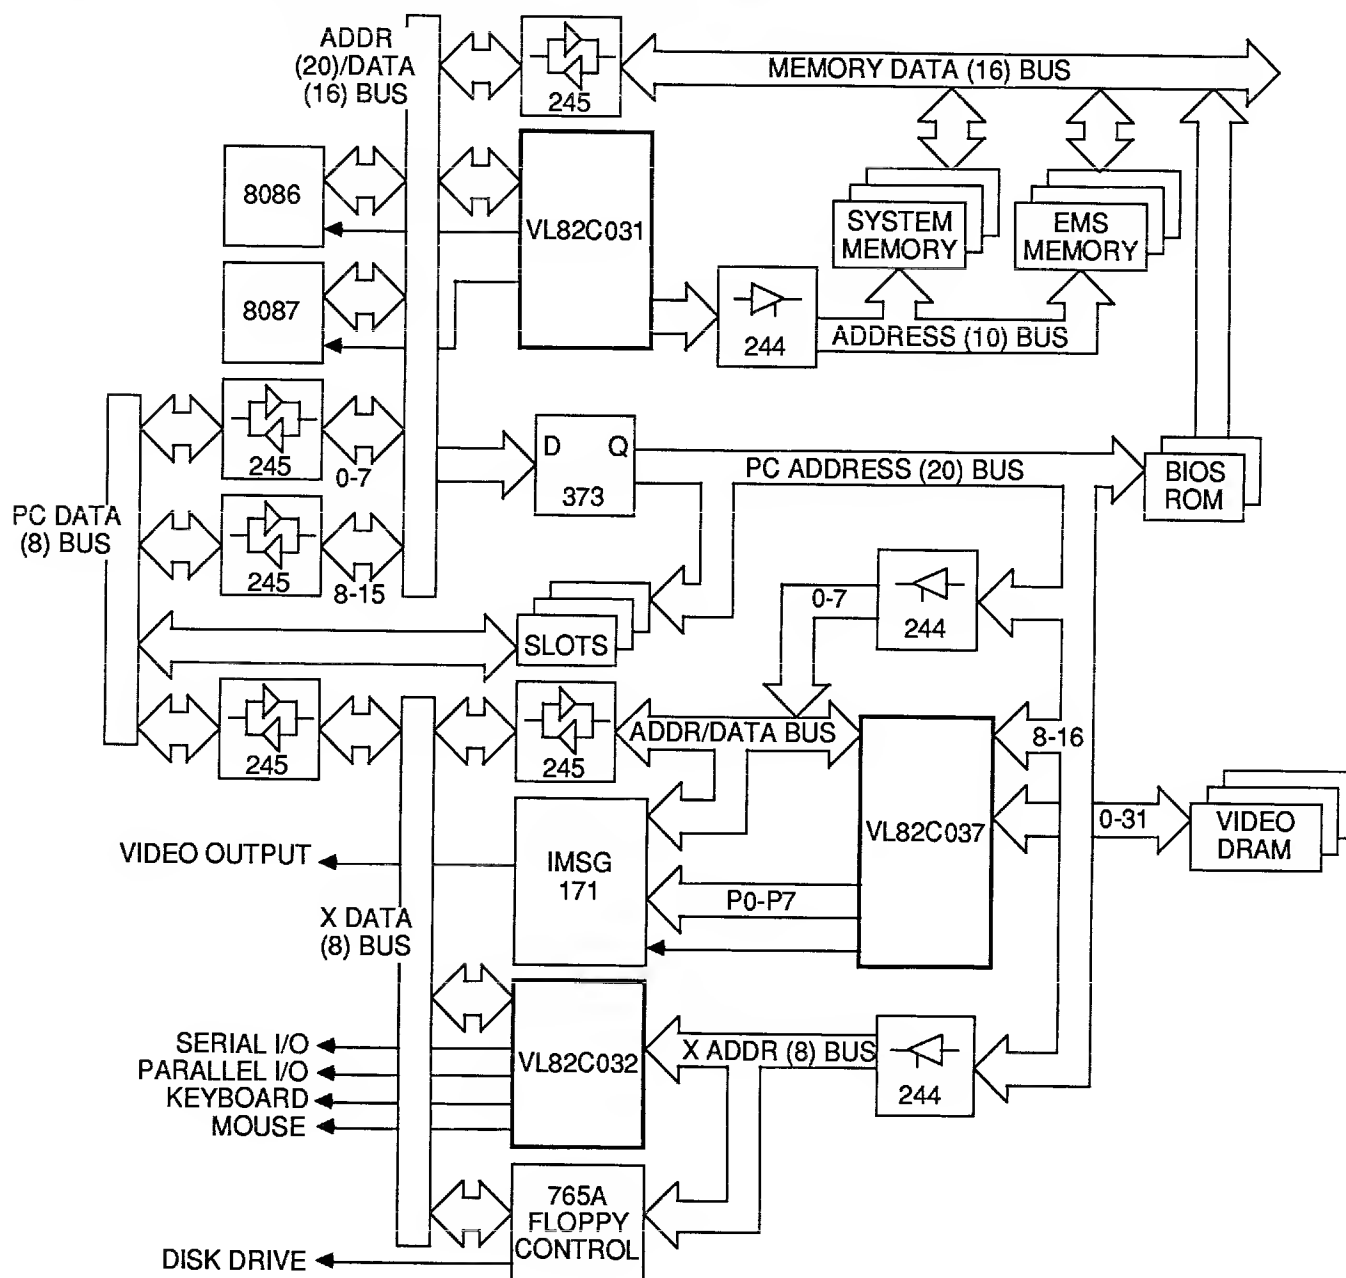 ADDR
(20)/DATA
(16) BUS
245
MEMORY DATA (16) BUS
8086
VL82C031
SYSTEM
MEMORY
EMS
MEMORY
8087
244
ADDRESS (10) BUS
245
0-7
D Q
373
PC ADDRESS (20) BUS
BIOS
ROM
PC DATA
(8) BUS
245
8-15
SLOTS
0-7
244
245
245
ADDR/DATA BUS
8-16
VL82C037
0-31
VIDEO
DRAM
VIDEO OUTPUT
IMSG
171
P0-P7
X DATA
(8) BUS
SERIAL I/O
PARALLEL I/O
KEYBOARD
MOUSE
VL82C032
X ADDR (8) BUS
244
765A
FLOPPY
CONTROL
DISK DRIVE